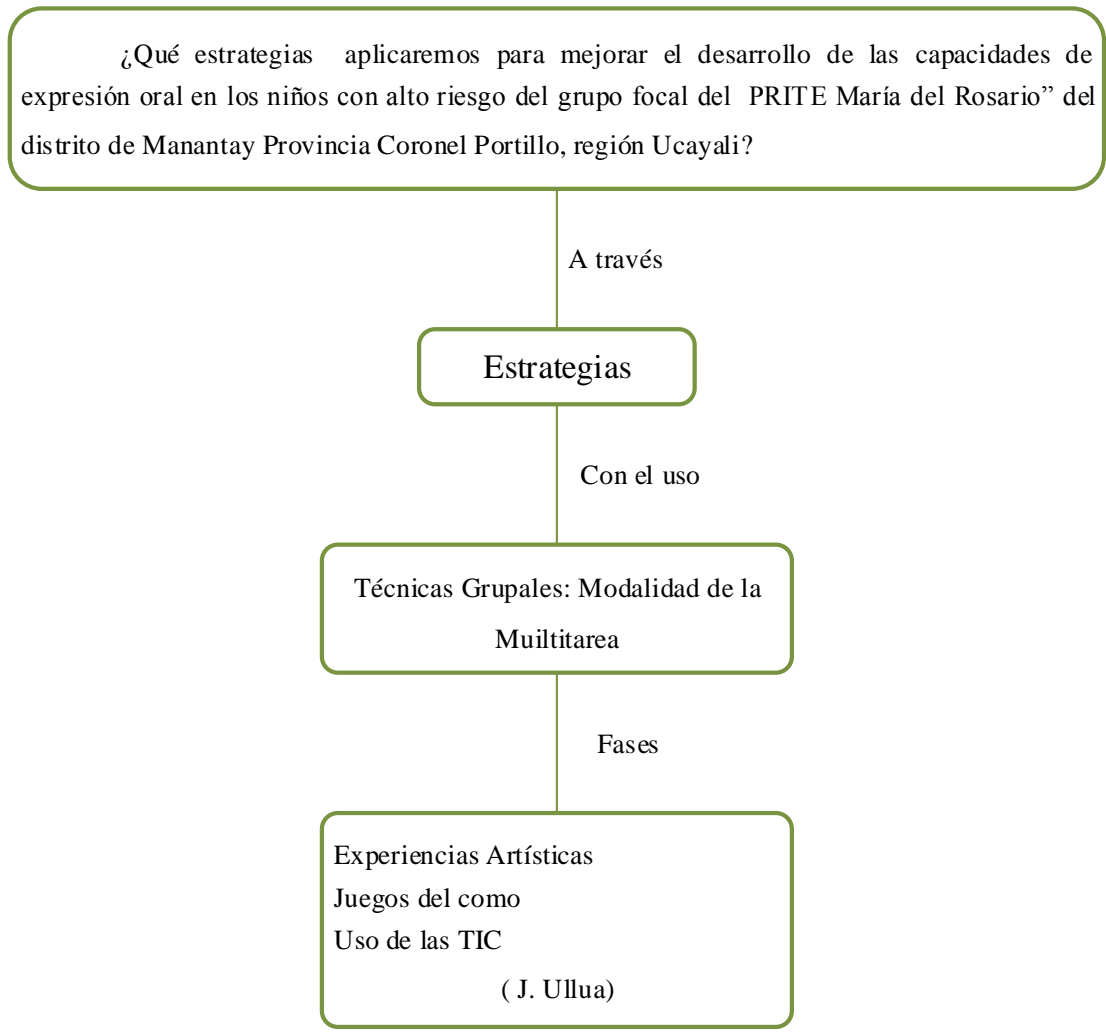 ¿Qué estrategias aplicaremos para mejorar el desarrollo de las capacidades de
expresión oral en los niños con alto riesgo del grupo focal del PRITE María del Rosario” del
distrito de Manantay Provincia Coronel Portillo, región Ucayali?
A través
Estrategias
Con el uso
Técnicas Grupales: Modalidad de la
Muiltitarea
Fases
Experiencias Artísticas
Juegos del como
Uso de las TIC
( J. Ullua)